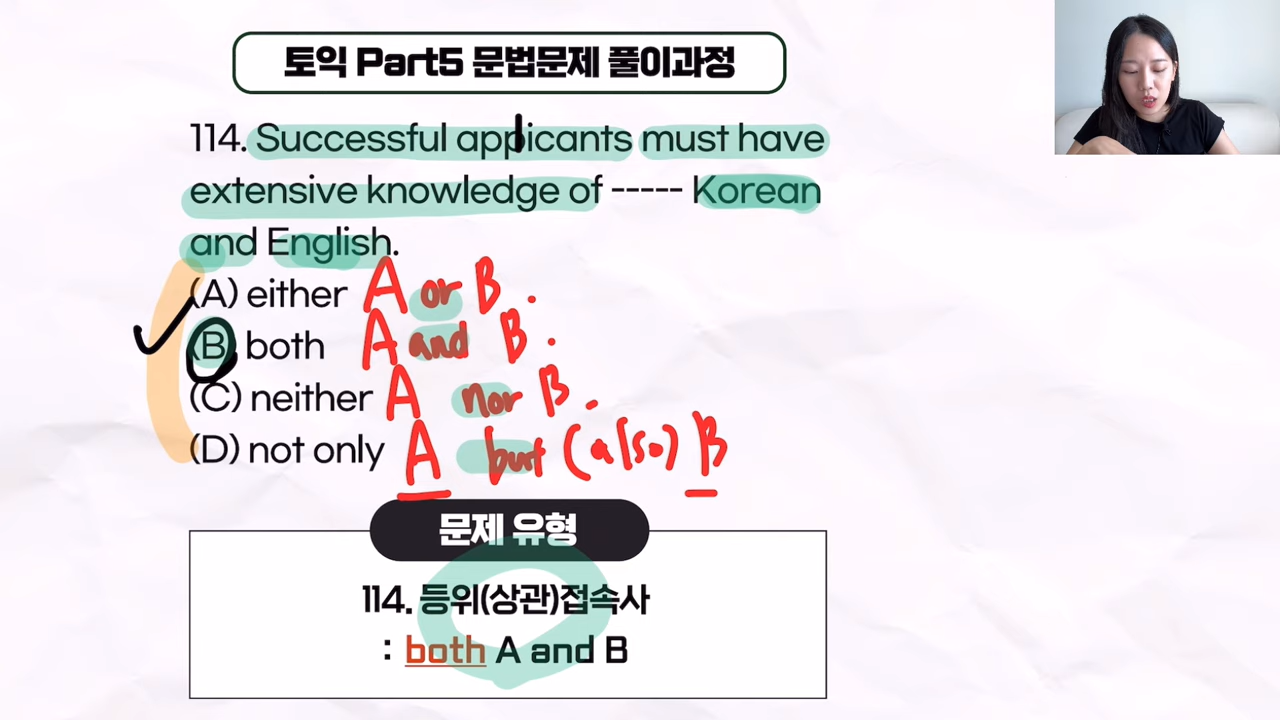 토익 Part5 문법문제 풀이과정
114. Successful applicants must have
extensive knowledge of ----- Korean
and English.
(A) either A or B.
(B) both A and B.
(C) neither A nor B.
(D) not only A but (also) B
문제 유형
114. 등위(상관)접속사
: both A and B